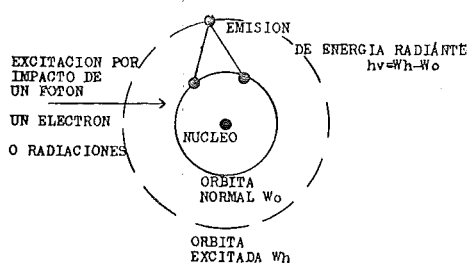 EMISION
DE ENERGIA RADIANTE
hv=Wh-Wo
EXCITACION POR
IMPACTO DE
UN FOTON
UN ELECTRON
O RADIACIONES
NUCLEO
ORBITA
NORMAL Wo
ORBITA
EXCITADA Wh